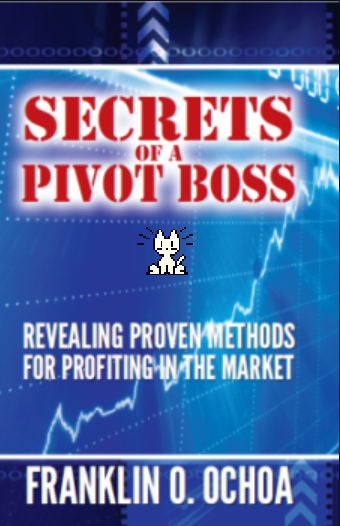 SECRETS
OF A
PIVOT BOSS
REVEALING PROVEN METHODS
FOR PROFITING IN THE MARKET
FRANKLIN O. OCHOA